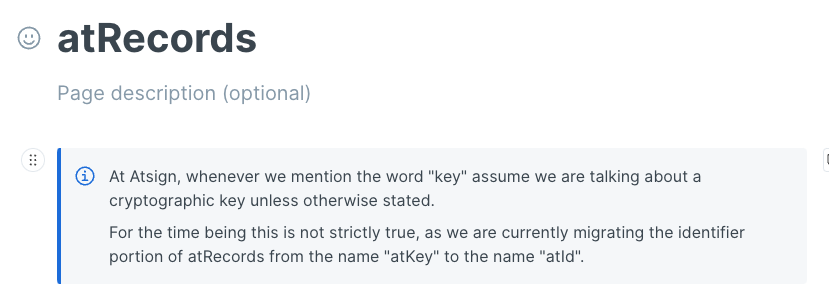 atRecords
Page description (optional)
At Atsign, whenever we mention the word "key" assume we are talking about a
cryptographic key unless otherwise stated.
For the time being this is not strictly true, as we are currently migrating the identifier
portion of atRecords from the name "atKey" to the name "atId".